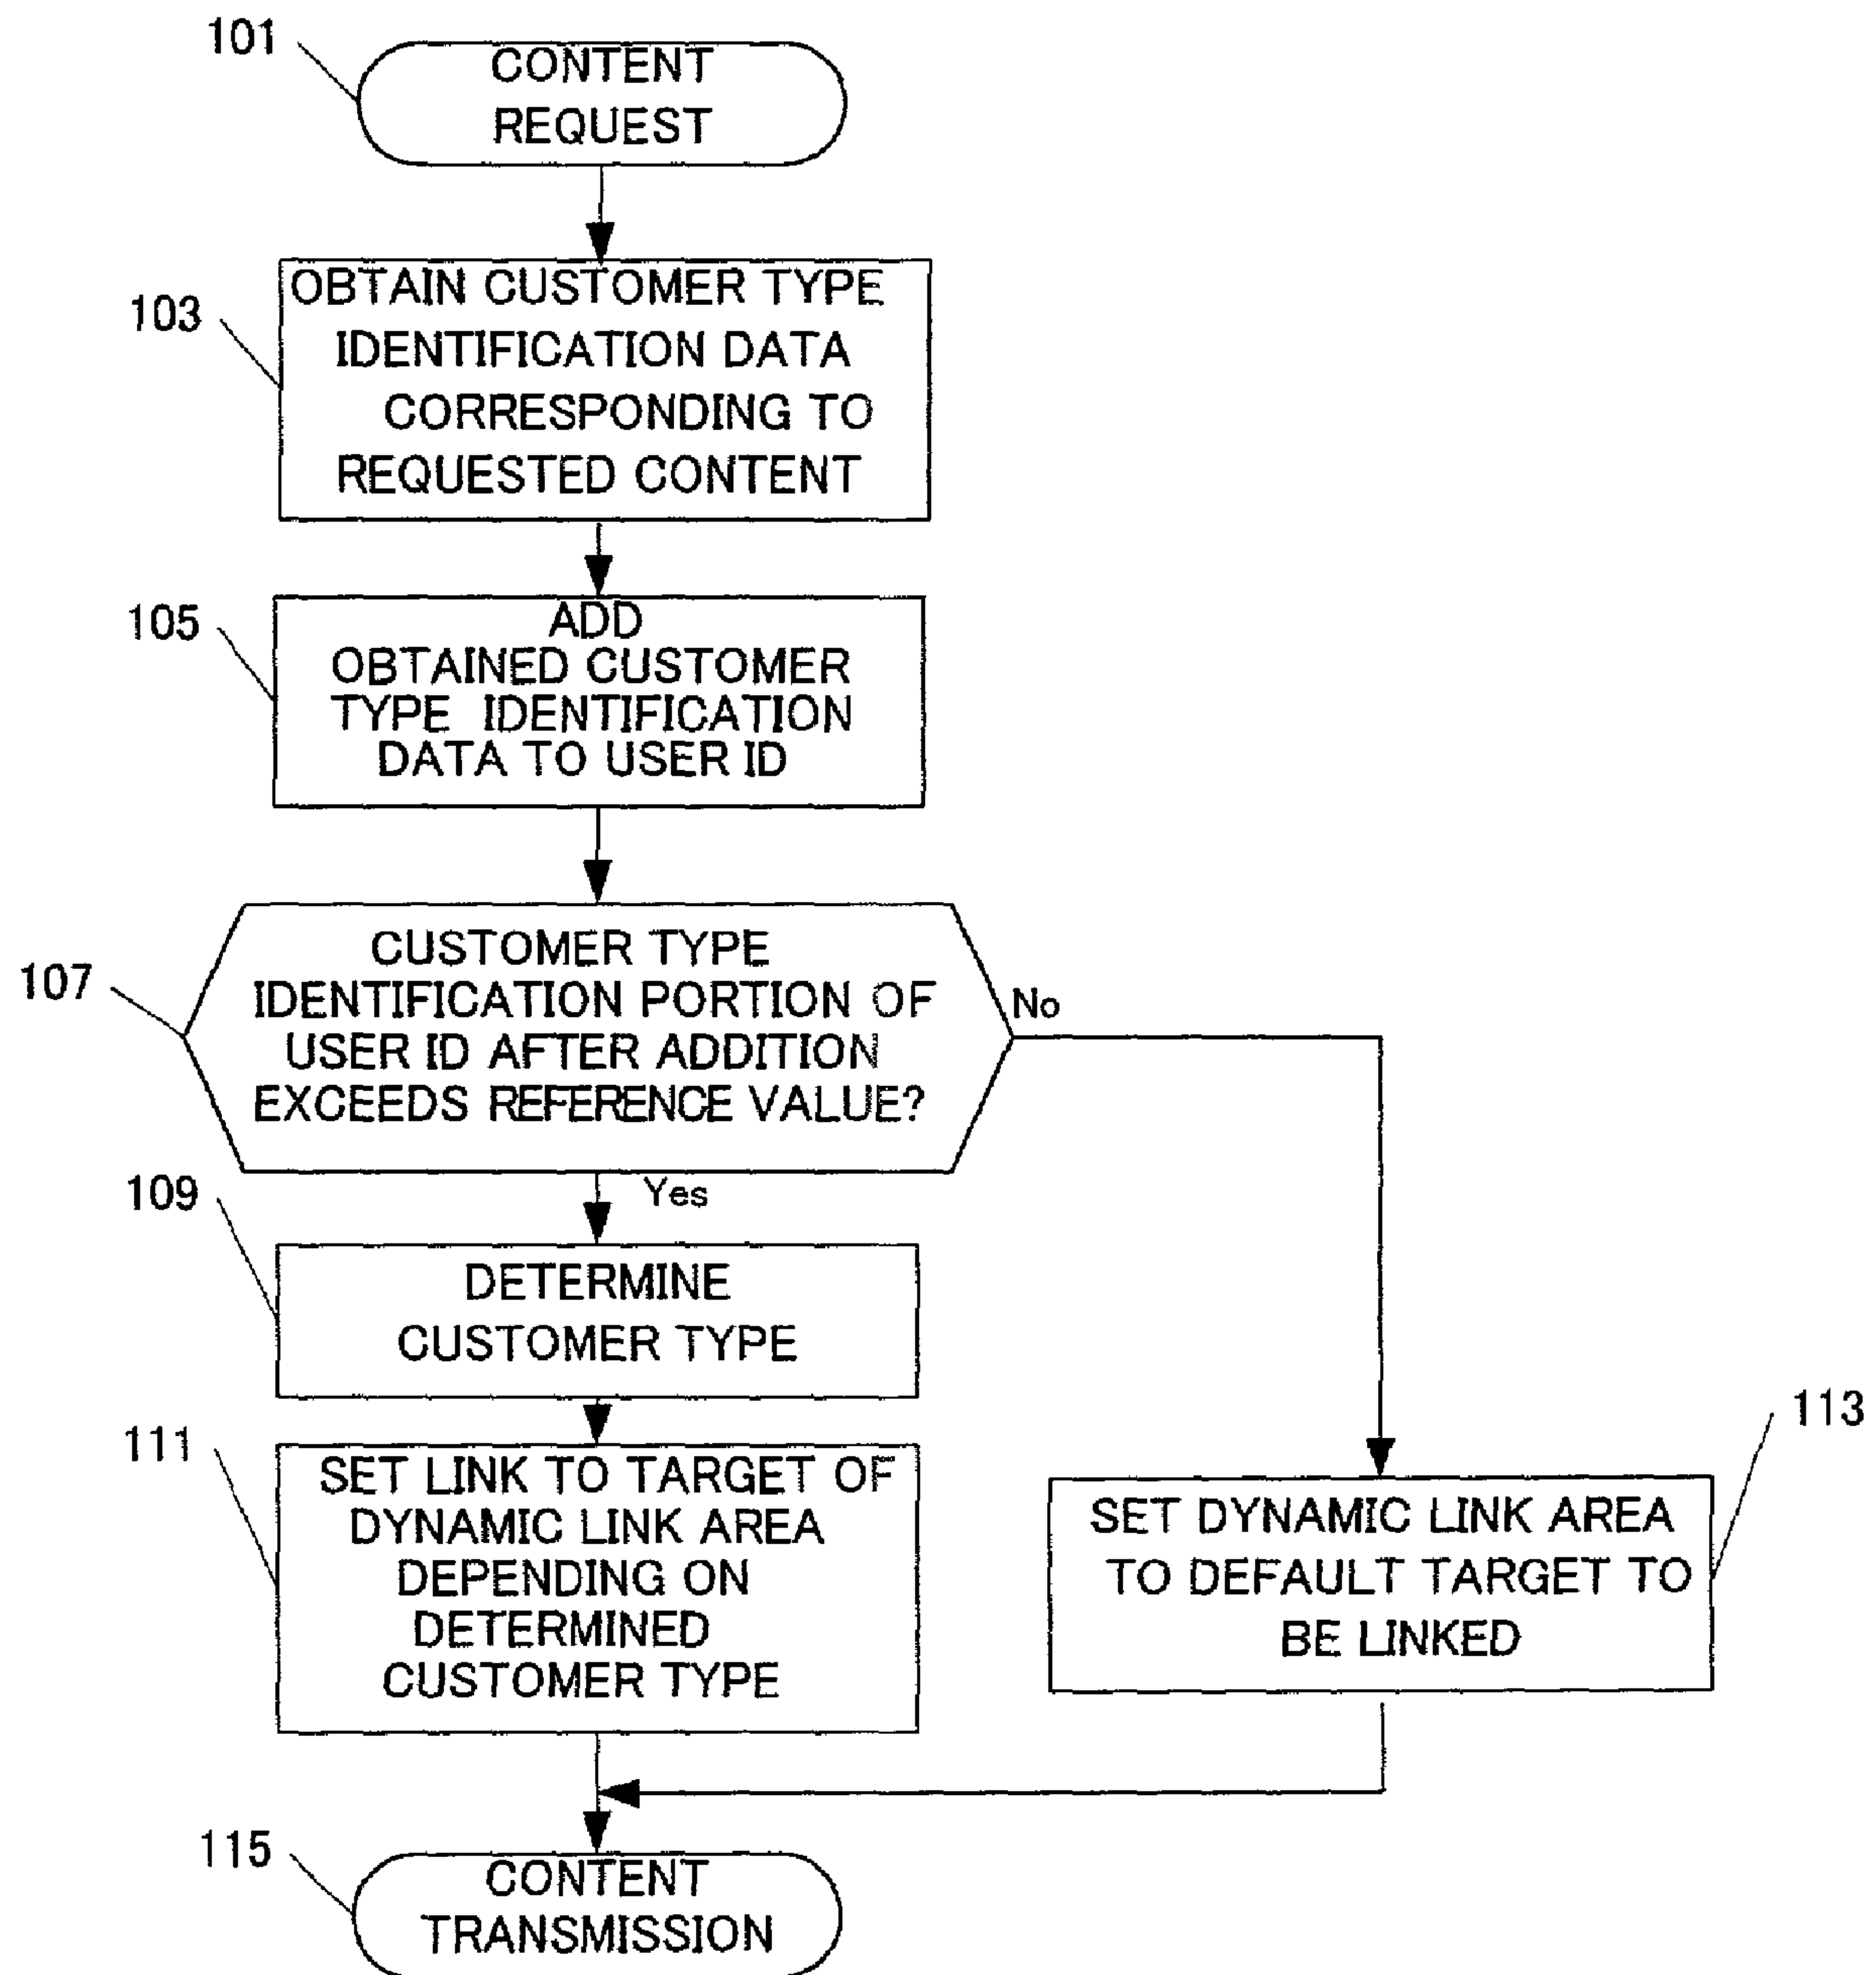 101
CONTENT
REQUEST
103
OBTAIN CUSTOMER TYPE
IDENTIFICATION DATA
CORRESPONDING TO
REQUESTED CONTENT
105
ADD
OBTAINED CUSTOMER
TYPE IDENTIFICATION
DATA TO USER ID
107
CUSTOMER TYPE
IDENTIFICATION PORTION OF
USER ID AFTER ADDITION
EXCEEDS REFERENCE VALUE?
No
Yes
109
DETERMINE
CUSTOMER TYPE
111
SET LINK TO TARGET OF
DYNAMIC LINK AREA
DEPENDING ON
DETERMINED
CUSTOMER TYPE
113
SET DYNAMIC LINK AREA
TO DEFAULT TARGET TO
BE LINKED
115
CONTENT
TRANSMISSION